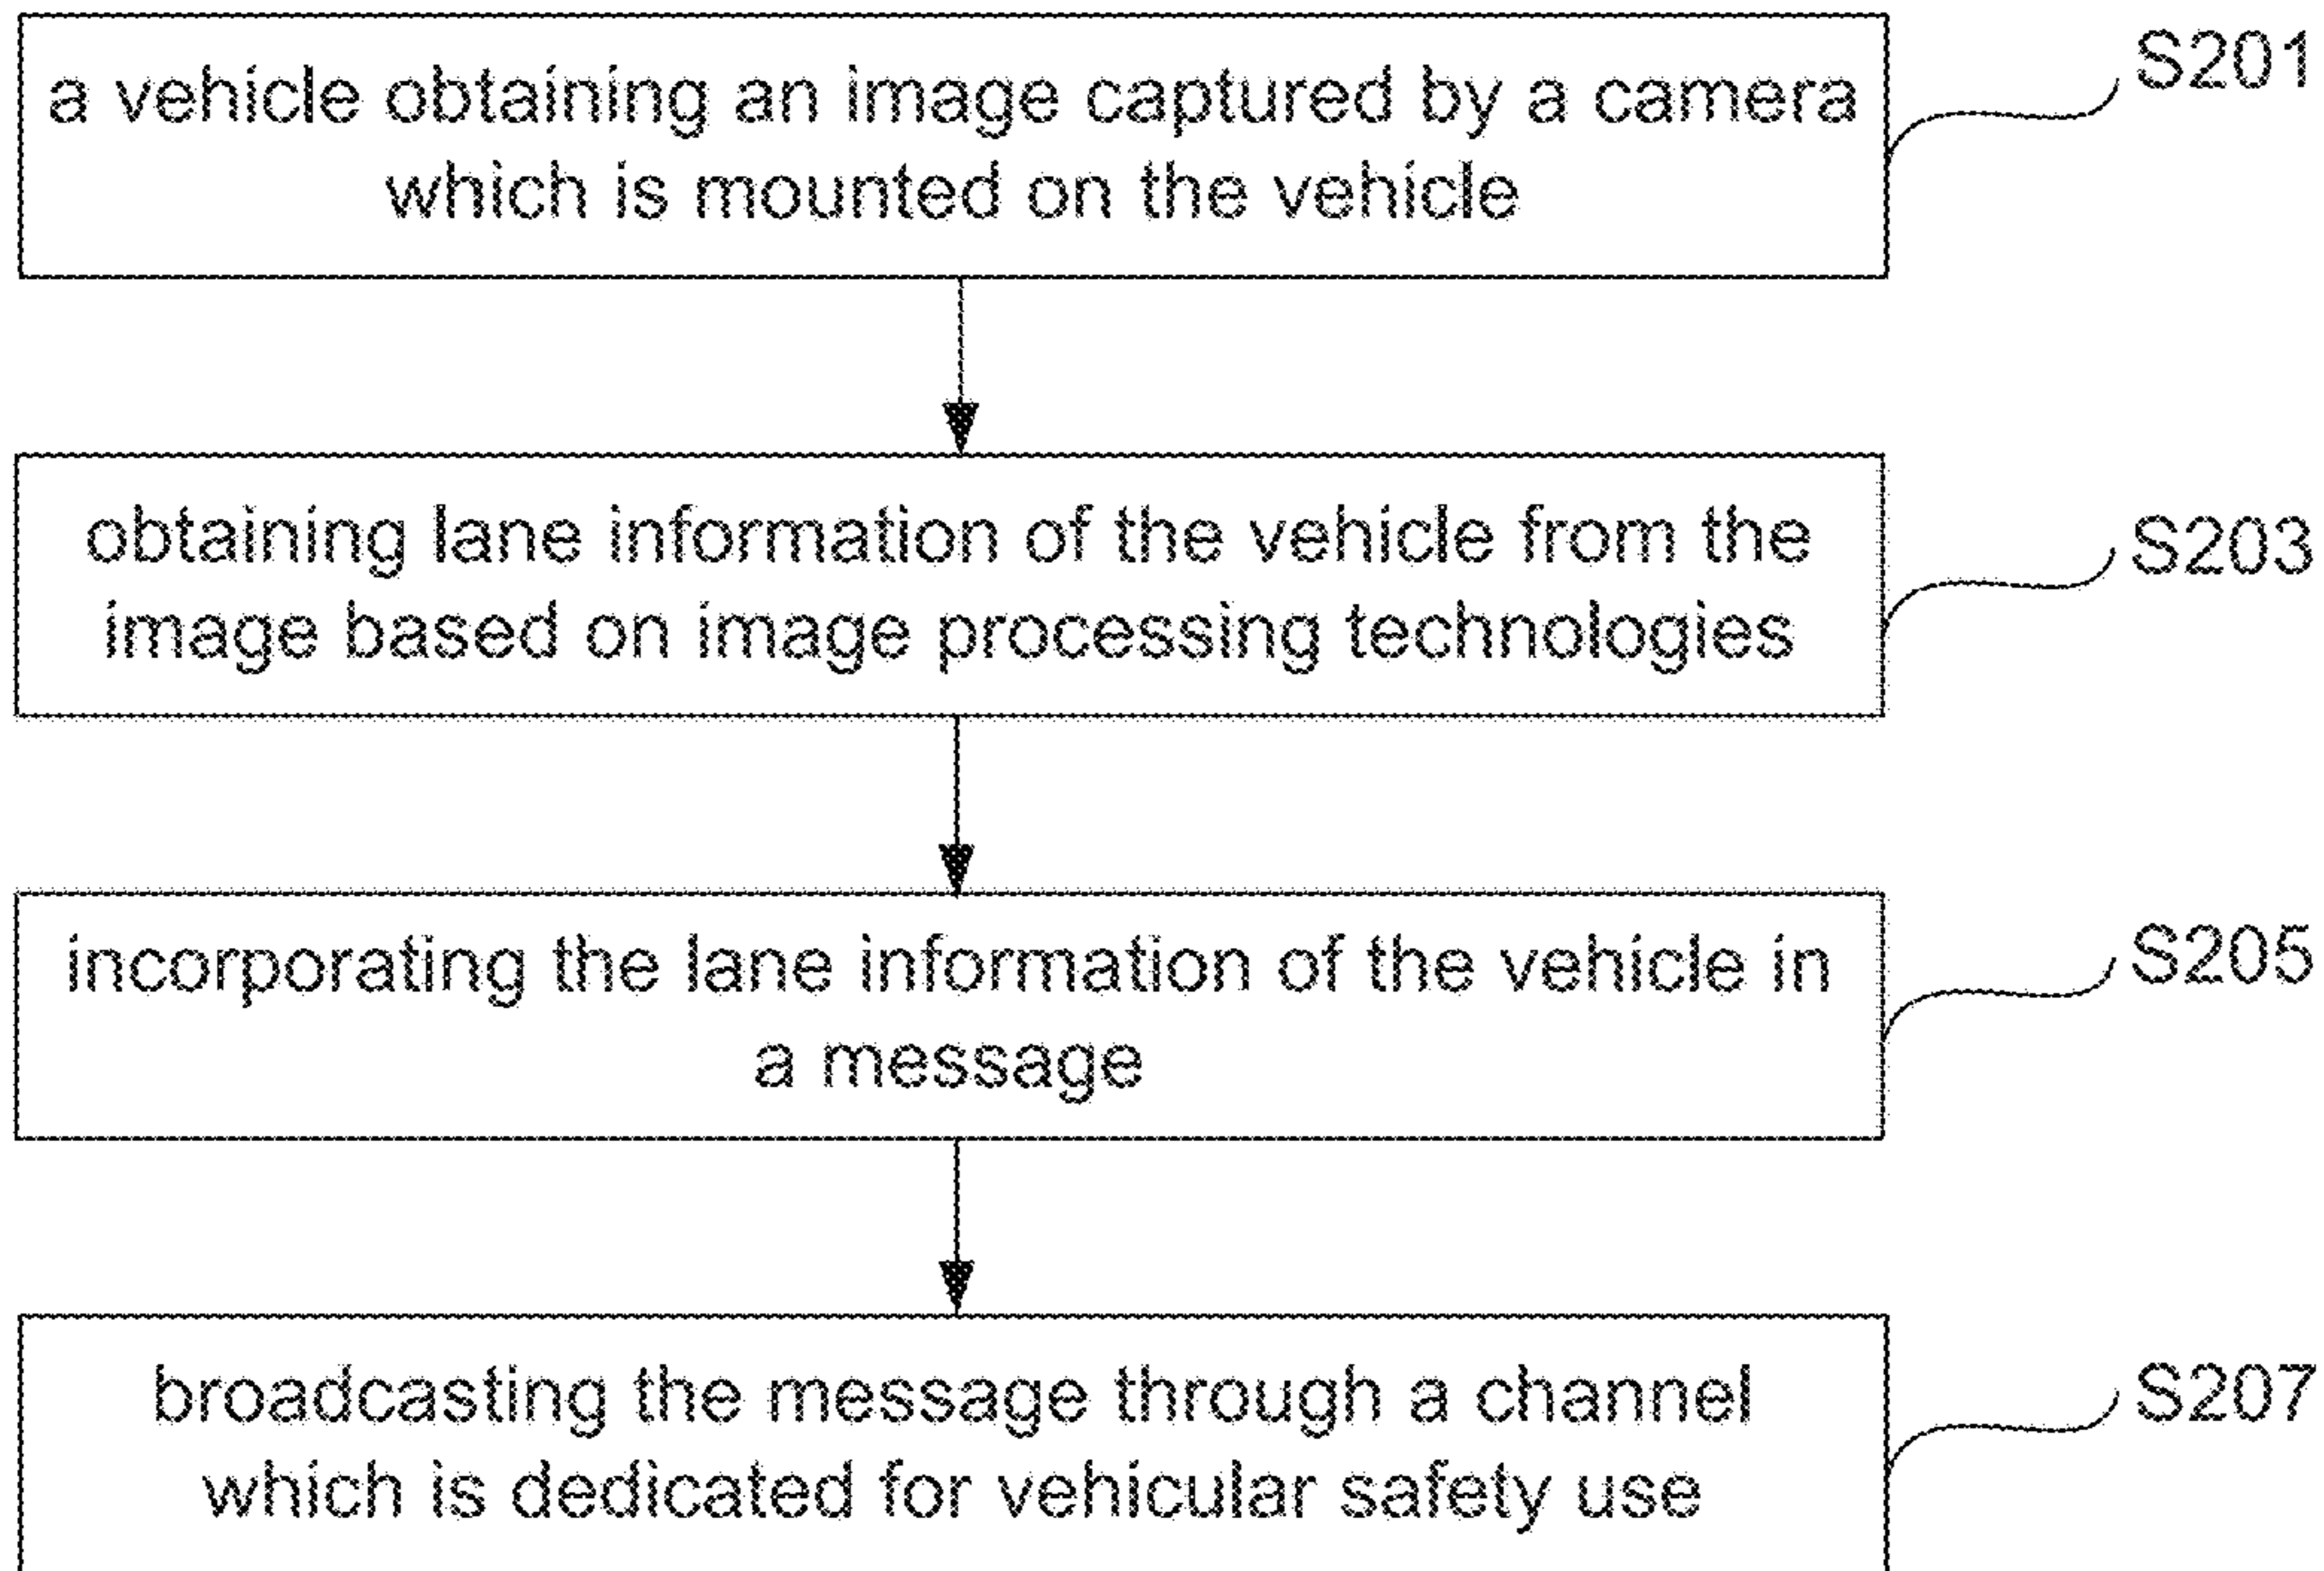 a vehicle obtaining an image captured by a camera
which is mounted on the vehicle
S201
obtaining lane information of the vehicle from the
image based on image processing technologies
S203
incorporating the lane information of the vehicle in
a message
S205
broadcasting the message through a channel
which is dedicated for vehicular safety use
S207